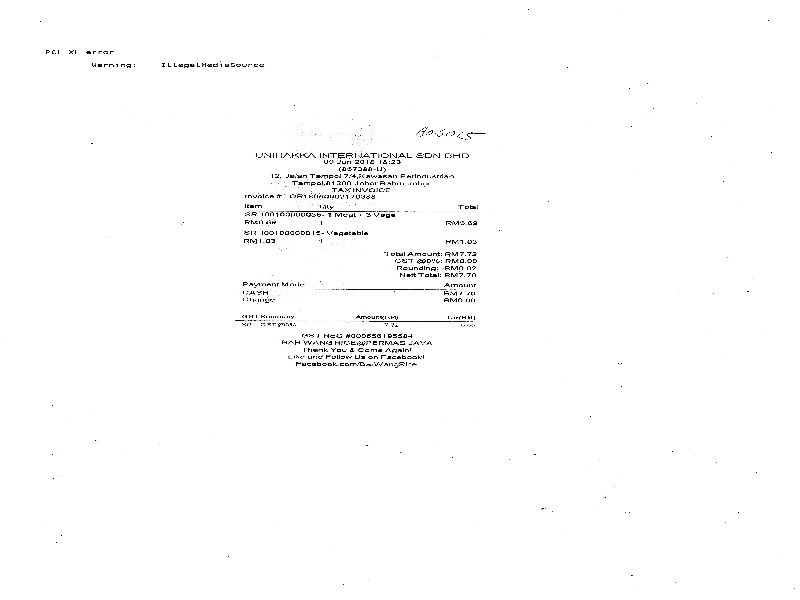 PCL XL error
Warning: IllegalMediaSource
UNIHAKKA INTERNATIONAL SDN BHD
09 Jun 2018 18:23
(867388-U)
12, Jalan Tampoi 7/4,Kawasan Perindustrian
Tampoi,81200 Johor Bahru,Johor
TAX INVOICE
Invoice #:
Item Qty Total
SR I00100000035- 1 Meat + 3 Vege
RM6.69 1 RM6.69
SR I00100000015- Vegetable
RM1.03 1 RM1.03
Total Amount: RM7.72
GST @0%: RM0.00
Rounding: -RM0.02
Nett Total: RM7.70
Payment Mode Amount
CASH RM7.70
Change RM0.00
GST Summary Amount(RM) Tax(RM)
SR GST @0% 7.72 0.00
GST REG #000656195584
BAR WANG RICE@PERMAS JAYA
Thank You & Come Again!
Like and Follow Us on Facebook!
Facebook.com/BarWangRice